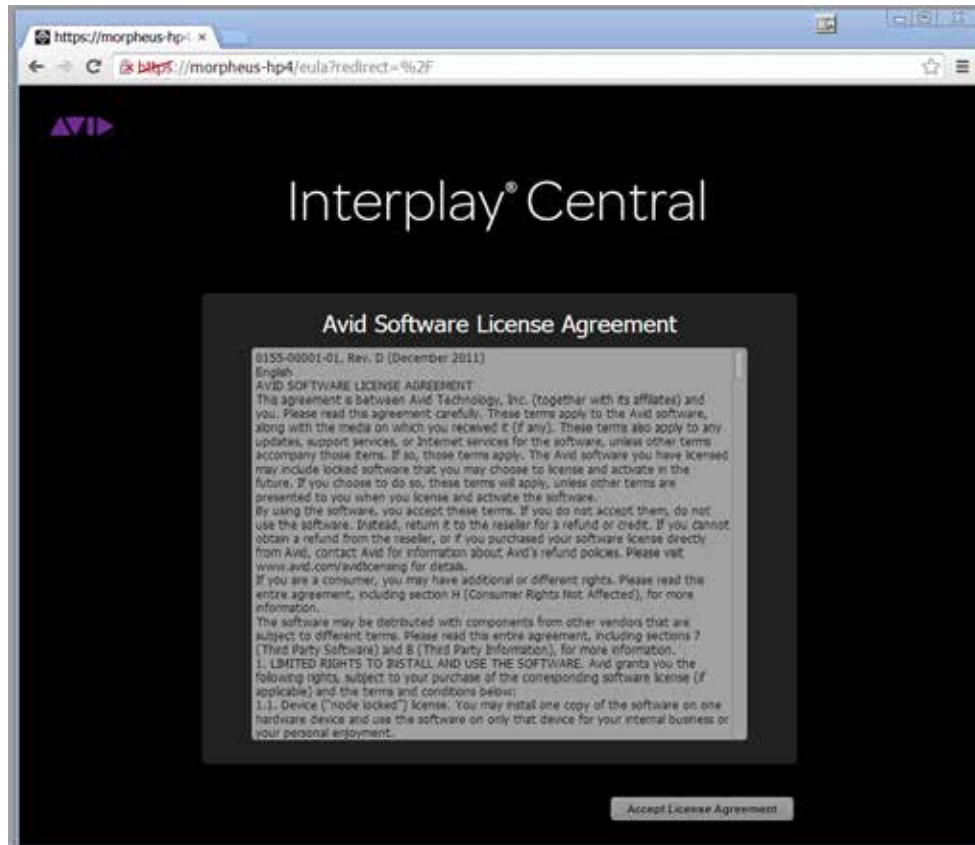 https://morpheus-hp4
https://morpheus-hp4/eula?redirect=%2F
AVID
Interplay® Central
Avid Software License Agreement
0155-00001-01, Rev. D (December 2011)
English
AVID SOFTWARE LICENSE AGREEMENT
This agreement is between Avid Technology, Inc. (together with its affiliates) and
you. Please read this agreement carefully. These terms apply to the Avid software,
along with the media on which you received it (if any). These terms also apply to any
updates, support services, or Internet services for the software, unless other terms
accompany those items. If so, those terms apply. The Avid software you have licensed
may include locked software that you may choose to license and activate in the
future. If you choose to do so, these terms will apply, unless other terms are
presented to you when you license and activate the software.
By using the software, you accept these terms. If you do not accept them, do not
use the software. Instead, return it to the reseller for a refund or credit. If you cannot
obtain a refund from the reseller, or if you purchased your software license directly
from Avid, contact Avid for information about Avid's refund policies. Please visit
www.avid.com/avidlicensing for details.
If you are a consumer, you may have additional or different rights. Please read this
entire agreement, including section H (Consumer Rights Not Affected), for more
information.
The software may be distributed with components from other vendors that are
subject to different terms. Please read this entire agreement, including sections 7
(Third Party Software) and B (Third Party Information), for more information.
1. LIMITED RIGHTS TO INSTALL AND USE THE SOFTWARE. Avid grants you the
following rights, subject to your purchase of the corresponding software license (if
applicable) and the terms and conditions below:
1.1. Device ("node locked") license. You may install one copy of the software on one
hardware device and use the software on only that device for your internal business or
your personal enjoyment.
Accept License Agreement